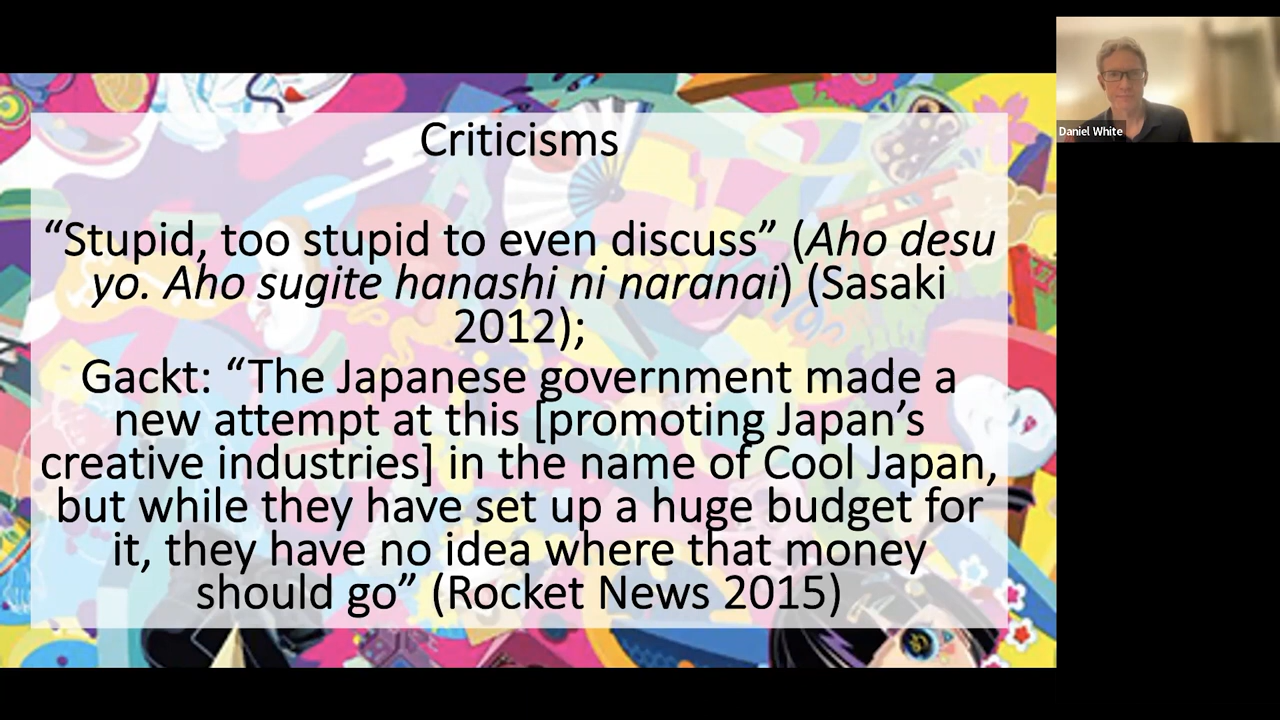 Criticisms
“Stupid, too stupid to even discuss” (Aho desu
yo. Aho sugite hanashi ni naranai) (Sasaki
2012);
Gackt: “The Japanese government made a
new attempt at this [promoting Japan’s
creative industries] in the name of Cool Japan,
but while they have set up a huge budget for
it, they have no idea where that money
should go” (Rocket News 2015)
Daniel White